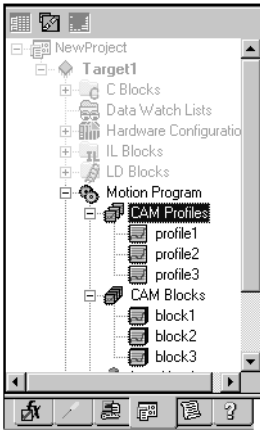 NewProject
Target1
C Blocks
Data Watch Lists
Hardware Configuratio
IL Blocks
LD Blocks
Motion Program
CAM Profiles
profile1
profile2
profile3
CAM Blocks
block1
block2
block3